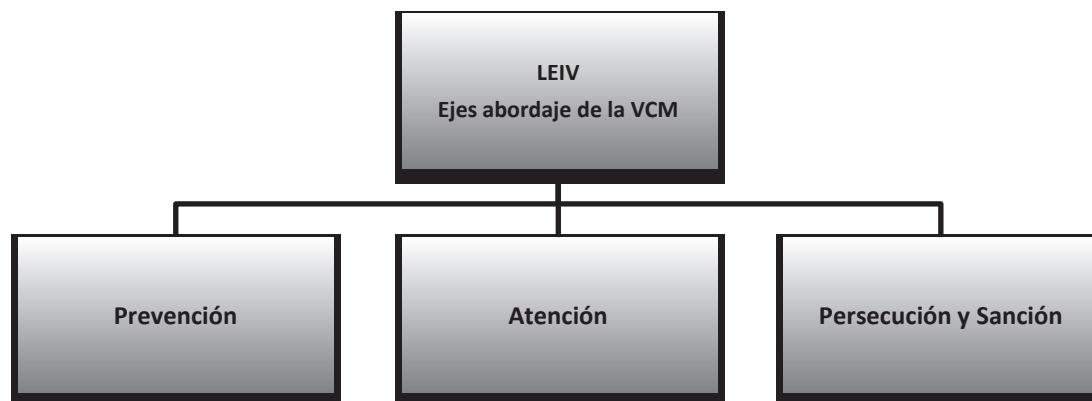 LEIV
Ejes abordaje de la VCM
Prevención
Atención
Persecución y Sanción